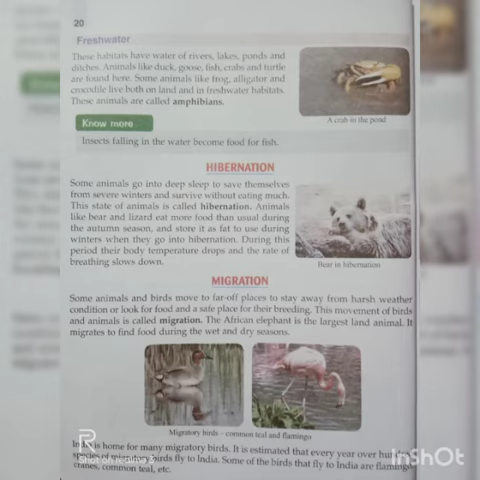 20
Freshwater
These habitats have water of rivers, lakes, ponds and
ditches. Animals like duck, goose, fish, crabs and turtle
are found here. Some animals like frog, alligator and
crocodile live both on land and in freshwater habitats.
These animals are called amphibians.
A crab in the pond
Know more
Insects falling in the water become food for fish.
HIBERNATION
Some animals go into deep sleep to save themselves
from severe winters and survive without eating much.
This state of animals is called hibernation. Animals
like bear and lizard eat more food than usual during
the autumn season, and store it as fat to use during
winters when they go into hibernation. During this
period their body temperature drops and the rate of
breathing slows down.
Bear in hibernation
MIGRATION
Some animals and birds move to far-off places to stay away from harsh weather
condition or look for food and a safe place for their breeding. This movement of birds
and animals is called migration. The African elephant is the largest land animal. It
migrates to find food during the wet and dry seasons.
Migratory birds – common teal and flamingo
India is home for many migratory birds. It is estimated that every year over
species of migratory birds fly to India. Some of the birds that fly to India are flamingo
cranes, common teal, etc.
R
Shot on realme
InShOt